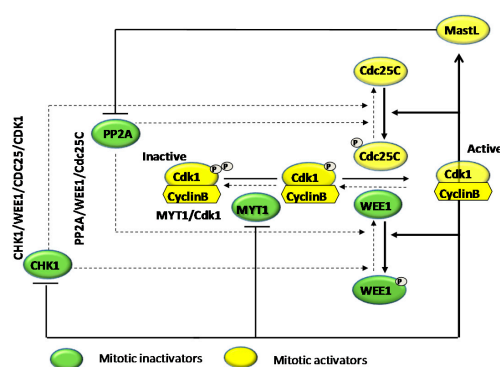 MastL
Cdc25C
PP2A
CHK1/WEE1/CDC25/CDK1
PP2A/WEE1/Cdc25C
P
Cdc25C
Active
Inactive
P
P
Cdk1
CyclinB
P
Cdk1
CyclinB
Cdk1
CyclinB
MYT1/Cdk1
MYT1
WEE1
CHK1
P
WEE1
Mitotic inactivators
Mitotic activators